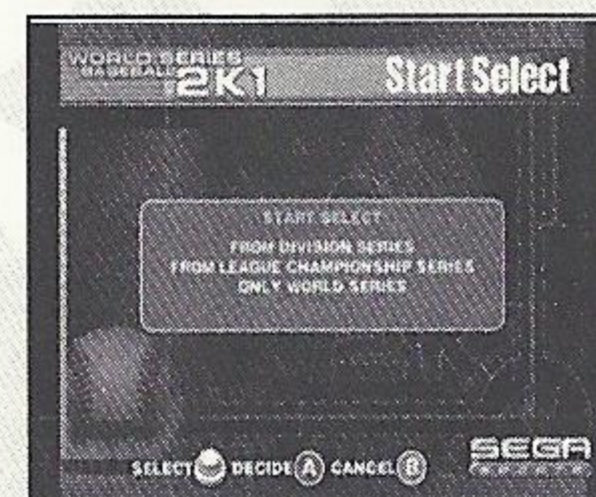 WORLD SERIES
BASEBALL 2K1
Start Select
START SELECT
FROM DIVISION SERIES
FROM LEAGUE CHAMPIONSHIP SERIES
ONLY WORLD SERIES
SELECT DECIDE A CANCEL B
SEGA
SPORTS